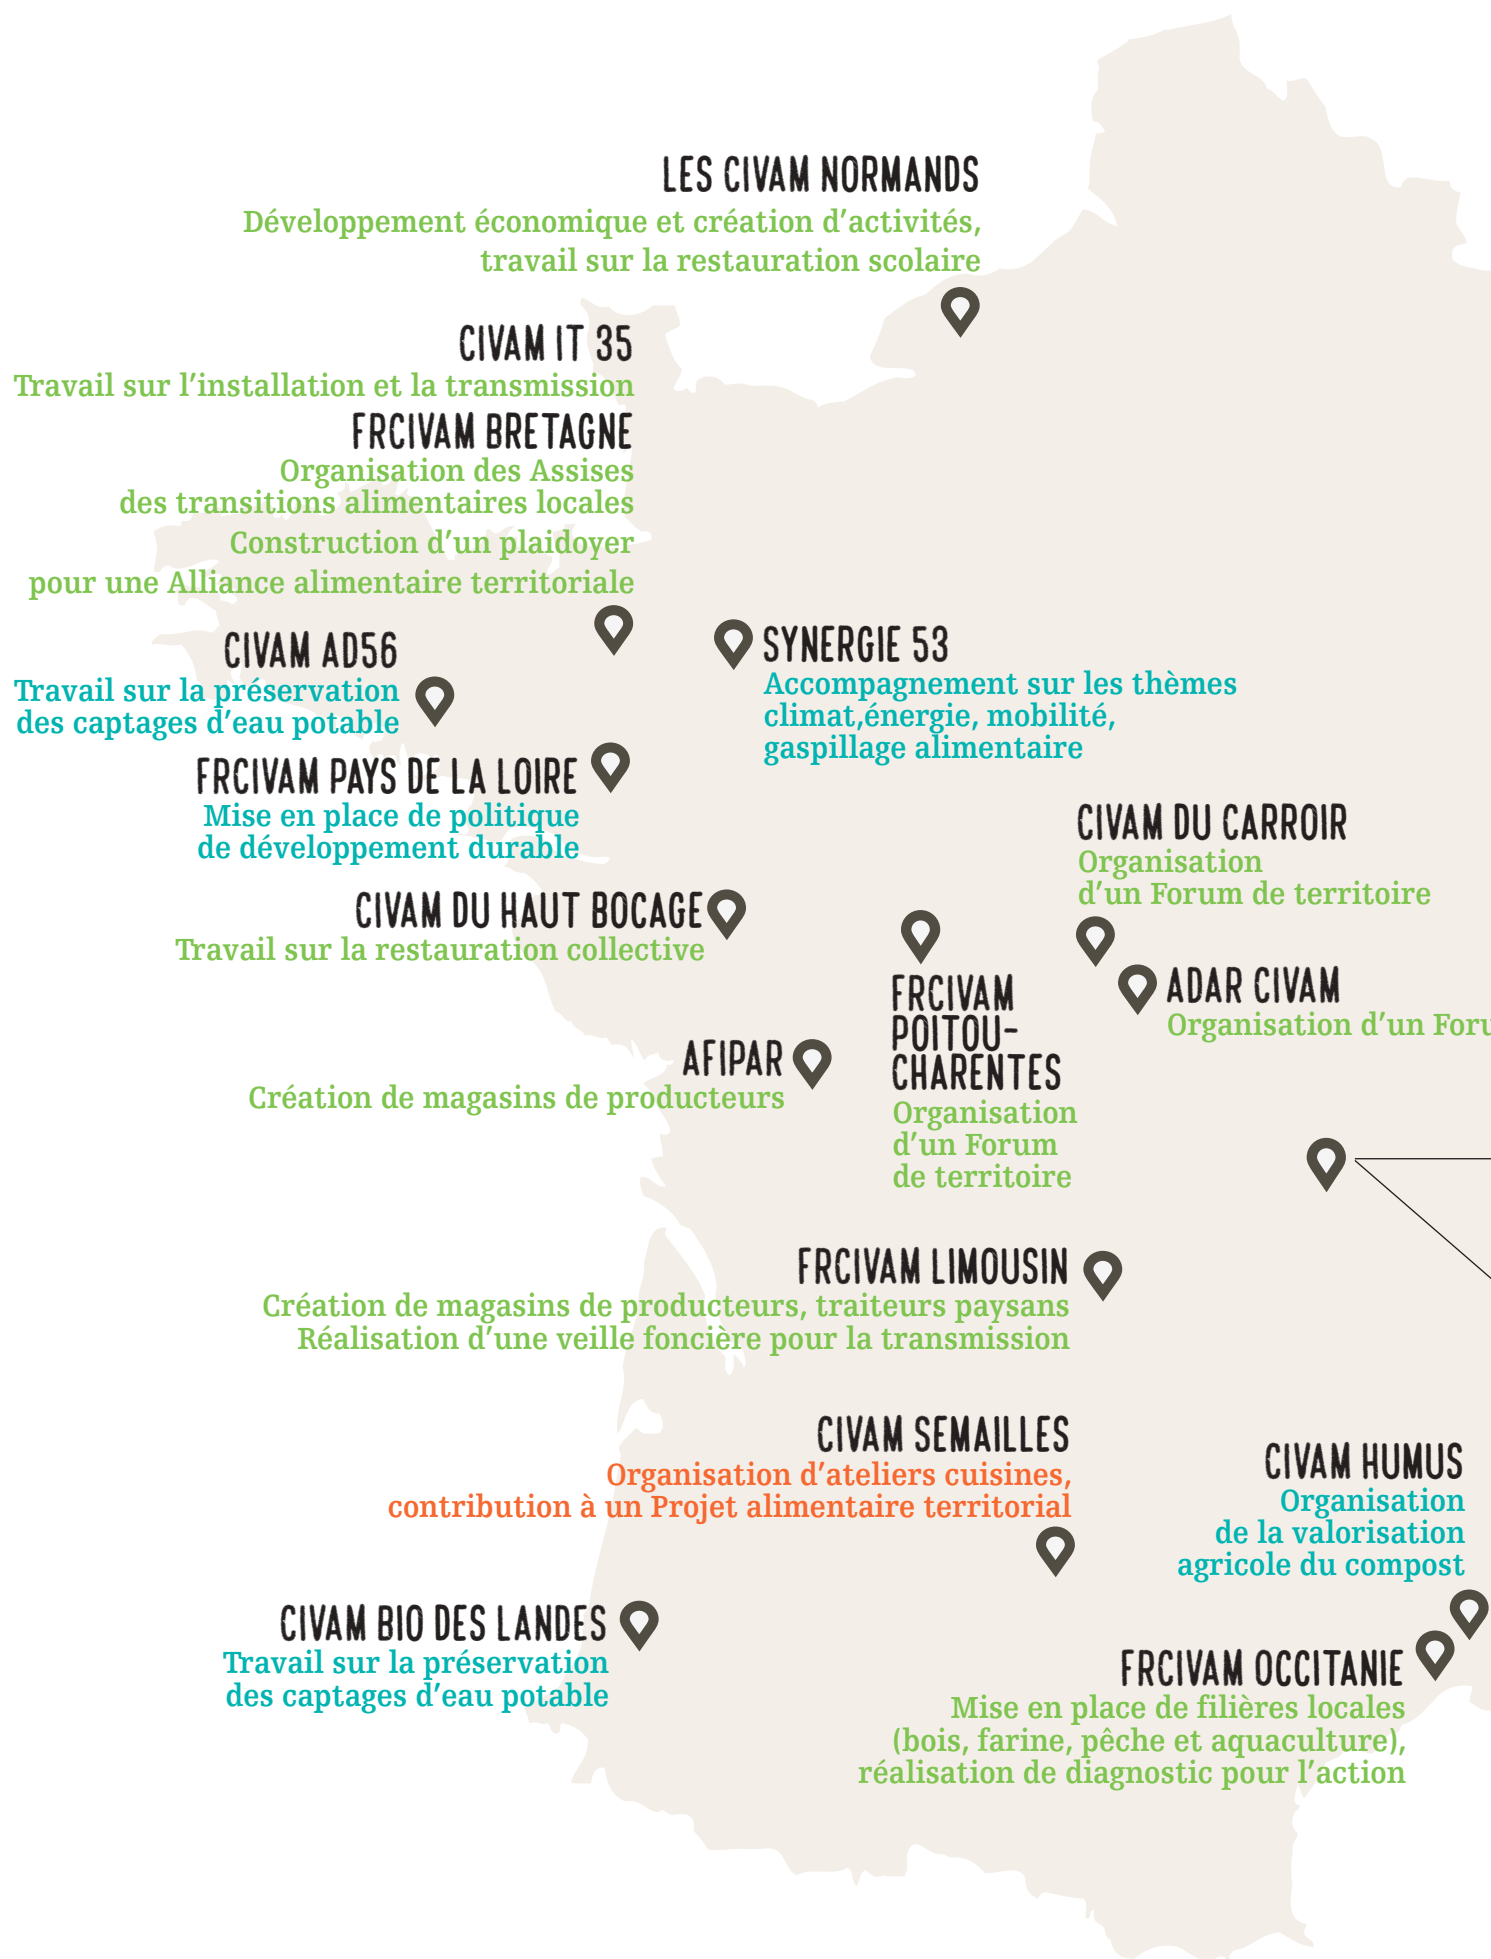 LES CIVAM NORMANDS
Développement économique et création d’activités,
travail sur la restauration scolaire
CIVAM IT 35
Travail sur l’installation et la transmission
FRCIVAM BRETAGNE
Organisation des Assises
des transitions alimentaires locales
Construction d’un plaidoyer
pour une Alliance alimentaire territoriale
CIVAM AD56
Travail sur la préservation
des captages d’eau potable
SYNERGIE 53
Accompagnement sur les thèmes
climat,énergie, mobilité,
gaspillage alimentaire
FRCIVAM PAYS DE LA LOIRE
Mise en place de politique
de développement durable
CIVAM DU CARROIR
Organisation
d’un Forum de territoire
CIVAM DU HAUT BOCAGE
Travail sur la restauration collective
FRCIVAM
POITOU-
CHARENTES
Organisation
d’un Forum
de territoire
ADAR CIVAM
Organisation d’un
AFIPAR
Création de magasins de producteurs
FRCIVAM LIMOUSIN
Création de magasins de producteurs, traiteurs paysans
Réalisation d’une veille foncière pour la transmission
CIVAM SEMAILLES
Organisation d’ateliers cuisines,
contribution à un Projet alimentaire territorial
CIVAM HUMUS
Organisation
de la valorisation
agricole du compost
CIVAM BIO DES LANDES
Travail sur la préservation
des captages d’eau potable
FRCIVAM OCCITANIE
Mise en place de filières locales
(bois, farine, pêche et aquaculture),
réalisation de diagnostic pour l’action